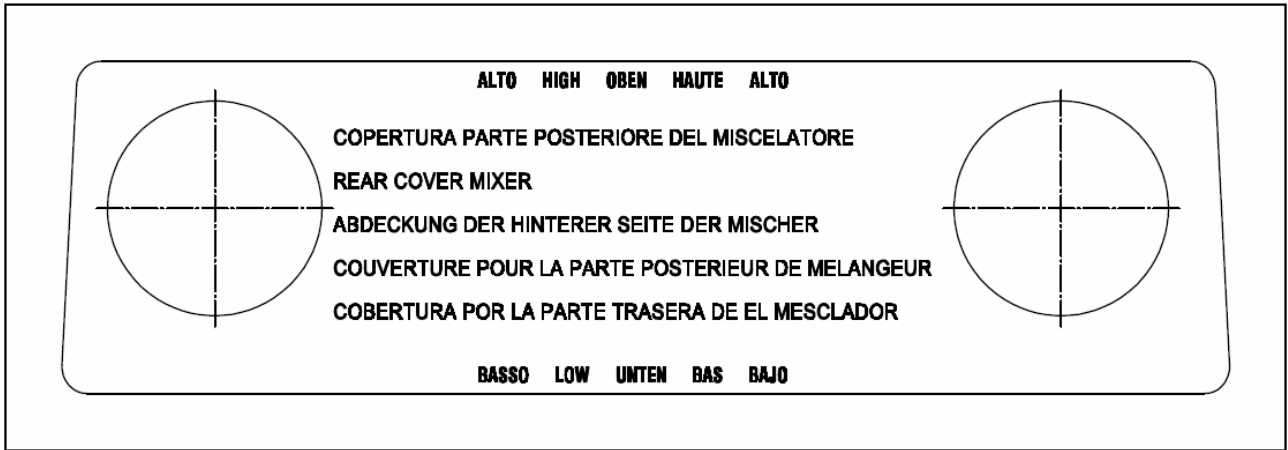 ALTO HIGH OBEN HAUTE ALTO
COPERTURA PARTE POSTERIORE DEL MISCELATORE
REAR COVER MIXER
ABDECKUNG DER HINTERER SEITE DER MISCHER
COUVERTURE POUR LA PARTE POSTERIEUR DE MELANGEUR
COBERTURA POR LA PARTE TRASERA DE EL MESCLADOR
BASSO LOW UNTEN BAS BAJO